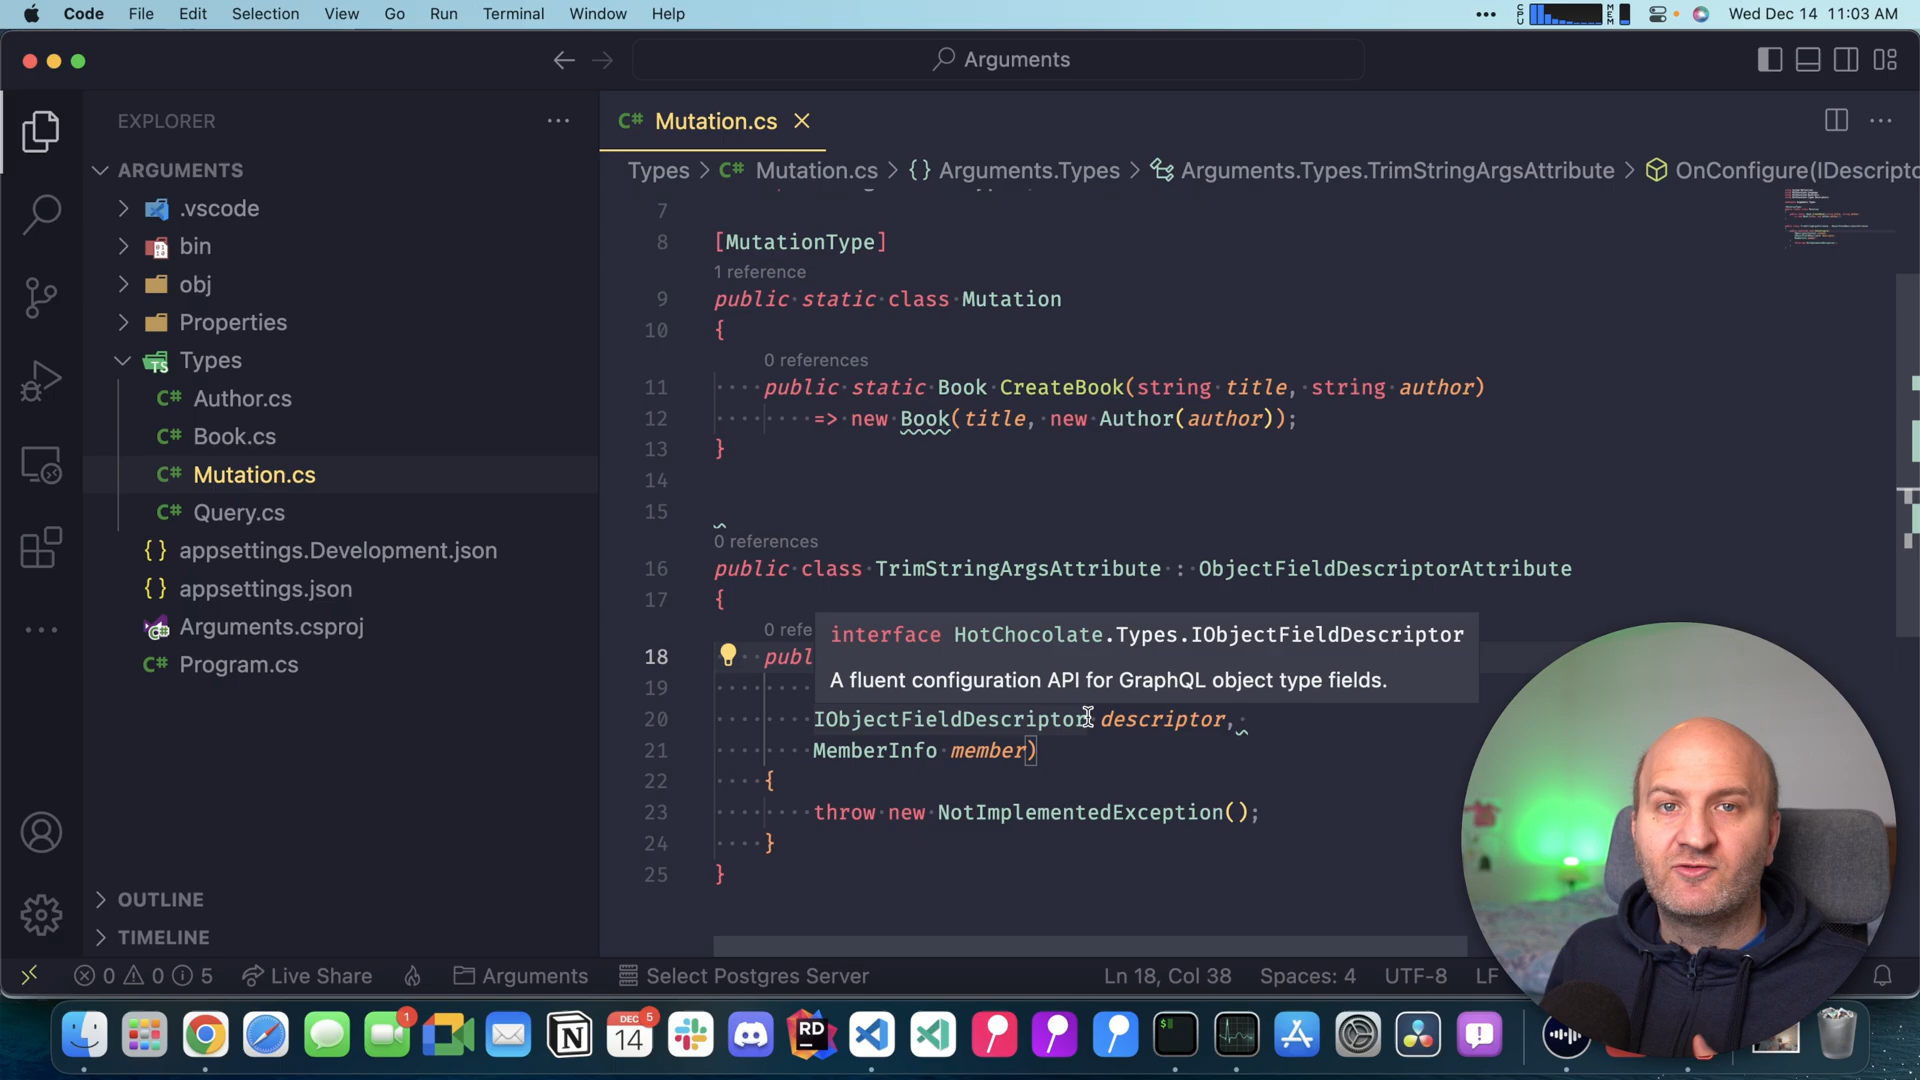 Code File Edit Selection View Go Run Terminal Window Help
CPU
MEM
Wed Dec 14 11:03 AM
Arguments
EXPLORER
ARGUMENTS
.vscode
bin
obj
Properties
Types
C# Author.cs
C# Book.cs
C# Mutation.cs
C# Query.cs
{} appsettings.Development.json
{} appsettings.json
Arguments.csproj
C# Program.cs
OUTLINE
TIMELINE
C# Mutation.cs
Types > C# Mutation.cs > {} Arguments.Types > Arguments.Types.TrimStringArgsAttribute > OnConfigure(IDescripto
7
8 [MutationType]
1 reference
9 public static class Mutation
10 {
0 references
11 public static Book CreateBook(string title, string author)
12 => new Book(title, new Author(author));
13 }
14
15
0 references
16 public class TrimStringArgsAttribute : ObjectFieldDescriptorAttribute
17 {
0 refe
interface HotChocolate.Types.IObjectFieldDescriptor
18 publ
A fluent configuration API for GraphQL object type fields.
19
20 IObjectFieldDescriptor descriptor,
21 MemberInfo member)
22 {
23 throw new NotImplementedException();
24 }
25 }
0 0 5 Live Share Arguments Select Postgres Server Ln 18, Col 38 Spaces: 4 UTF-8 LF
1
DEC
14
5
RD
$